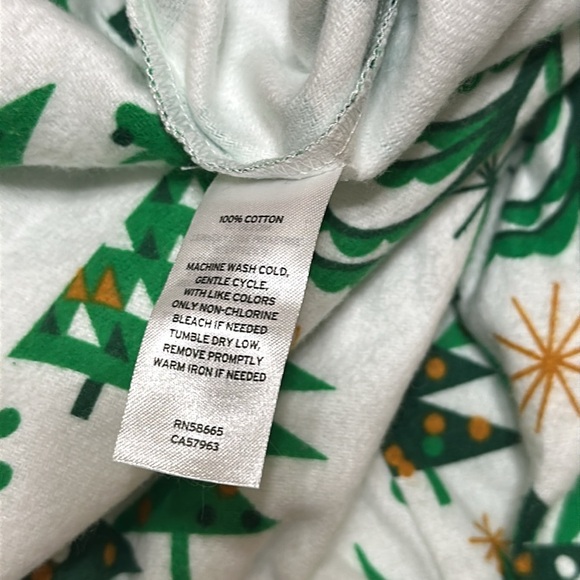 100% COTTON
MACHINE WASH COLD,
GENTLE CYCLE,
WITH LIKE COLORS
ONLY NON-CHLORINE
BLEACH IF NEEDED
TUMBLE DRY LOW,
REMOVE PROMPTLY
WARM IRON IF NEEDED
RN58665
CA57963